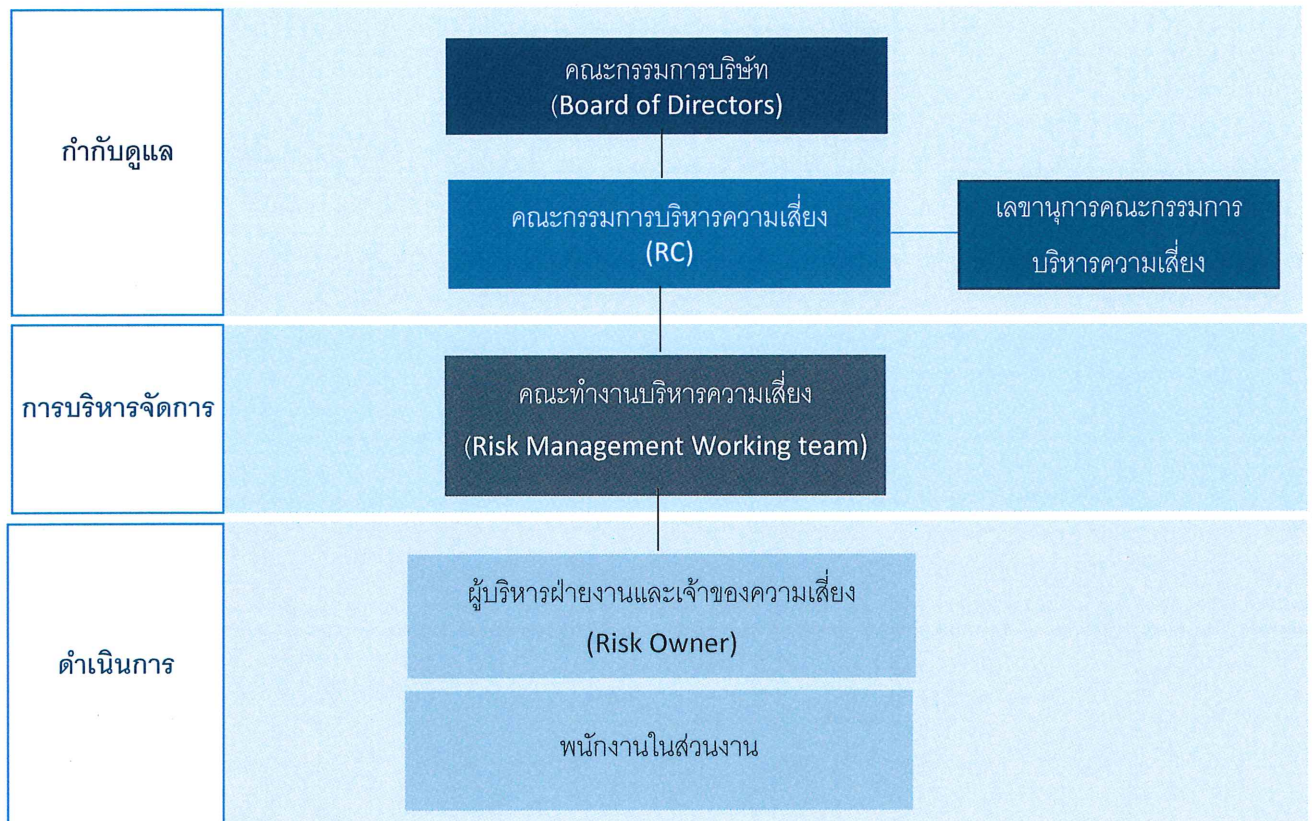 กำกับดูแล
คณะกรรมการบริษัท
(Board of Directors)
คณะกรรมการบริหารความเสี่ยง
(RC)
เลขานุการคณะกรรมการ
บริหารความเสี่ยง
การบริหารจัดการ
คณะทำงานบริหารความเสี่ยง
(Risk Management Working team)
ดำเนินการ
ผู้บริหารฝ่ายงานและเจ้าของความเสี่ยง
(Risk Owner)
พนักงานในส่วนงาน